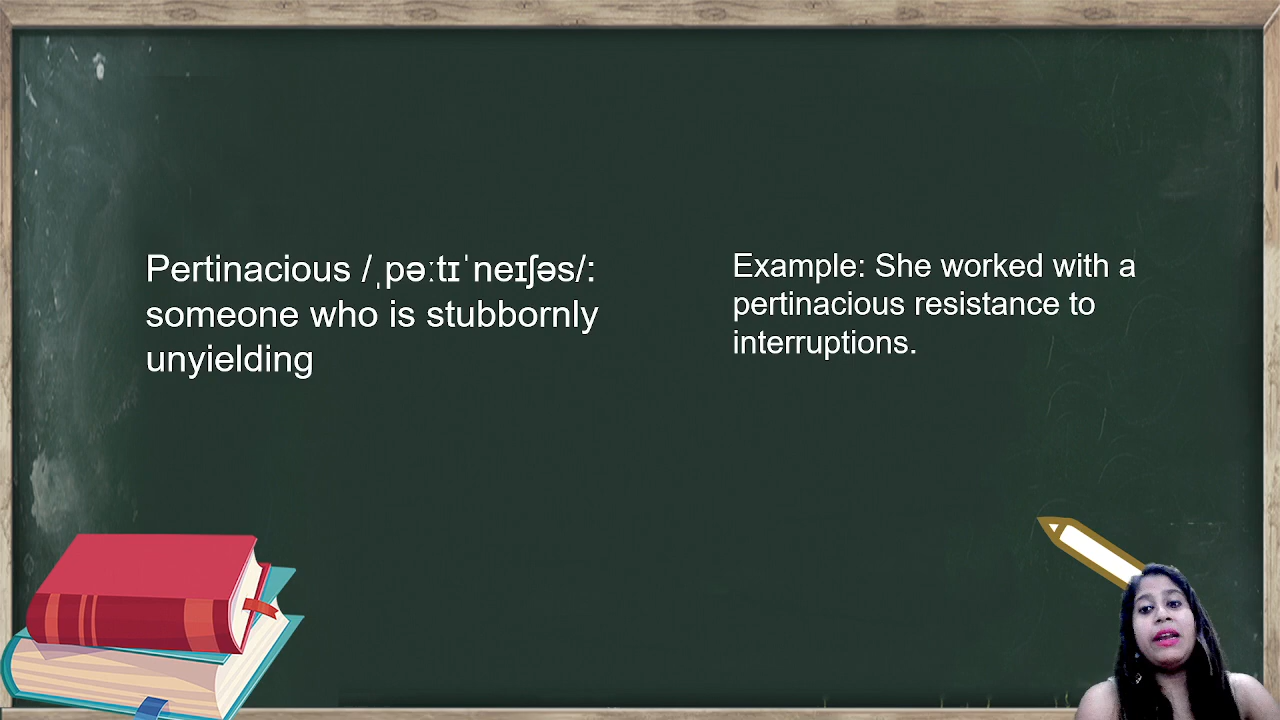 Pertinacious /ˌpəːtɪˈneɪʃəs/:
someone who is stubbornly
unyielding
Example: She worked with a
pertinacious resistance to
interruptions.